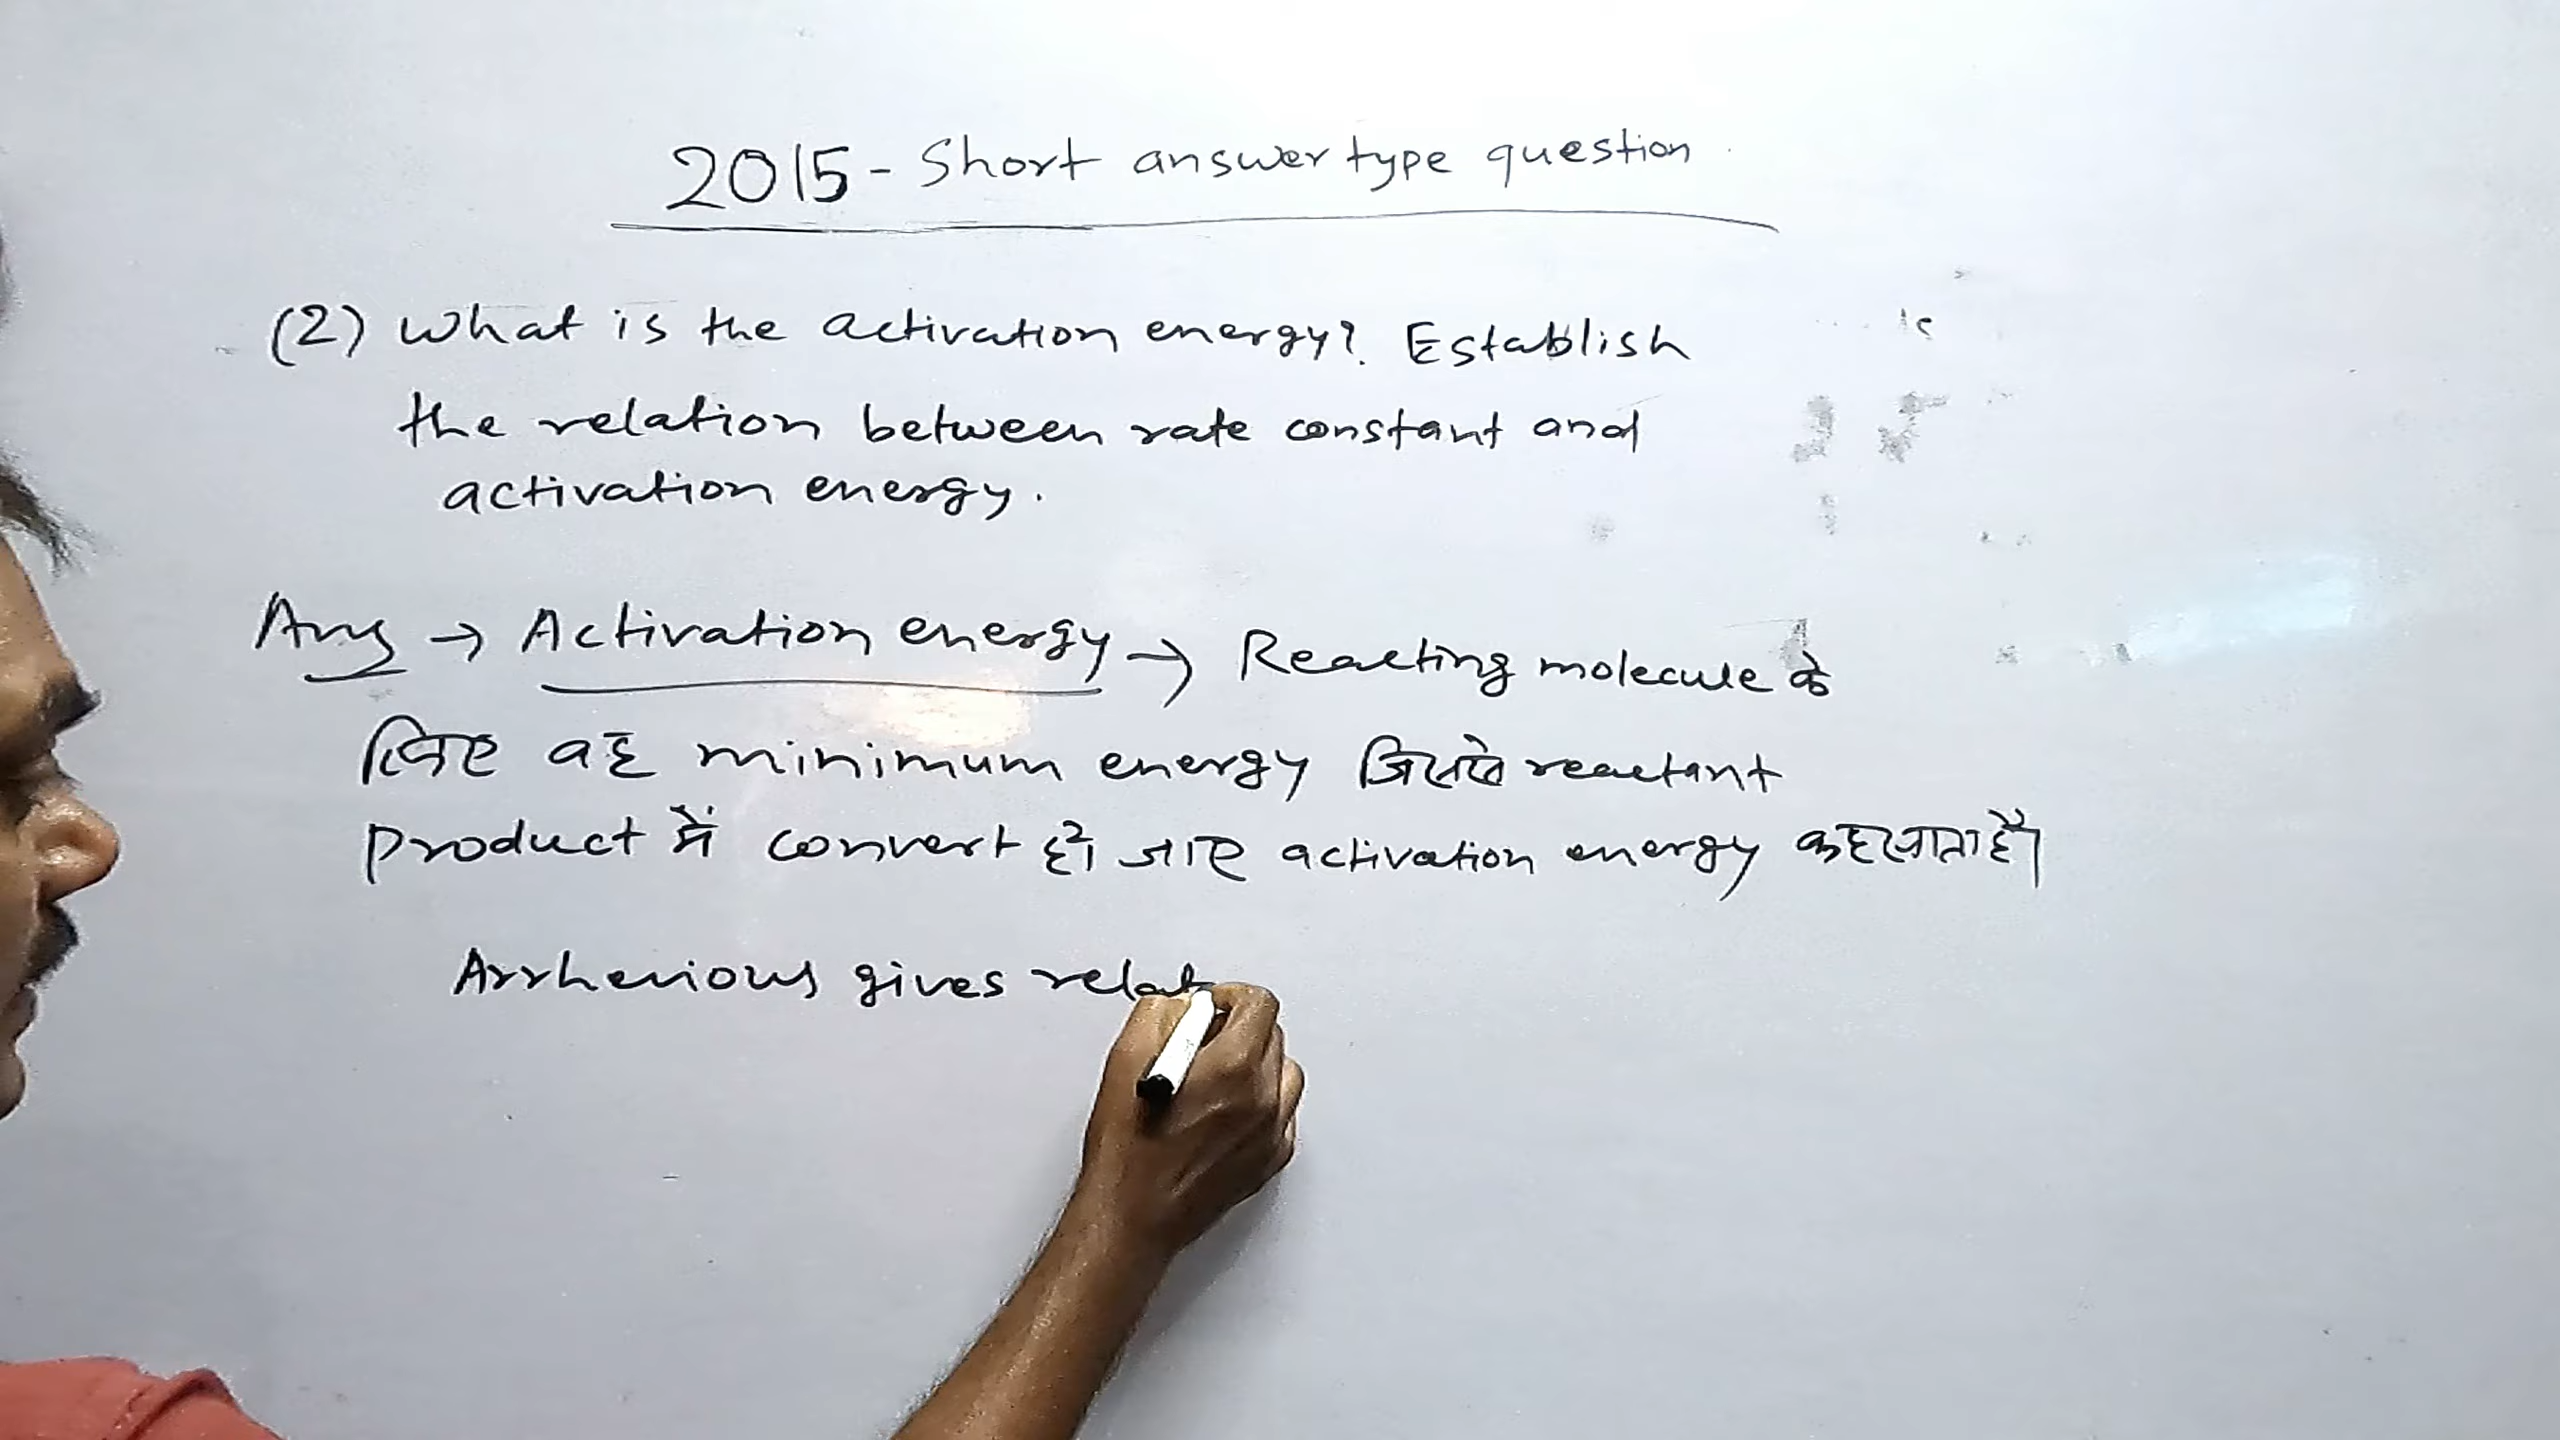 2015 - Short answer type question
(2) What is the activation energy? Establish
the relation between rate constant and
activation energy.
Ans → Activation energy → Reacting molecule के
लिए वह minimum energy जिससे reactant
Product में convert हो जाए activation energy कहलाता है।
Arrhenious gives relat